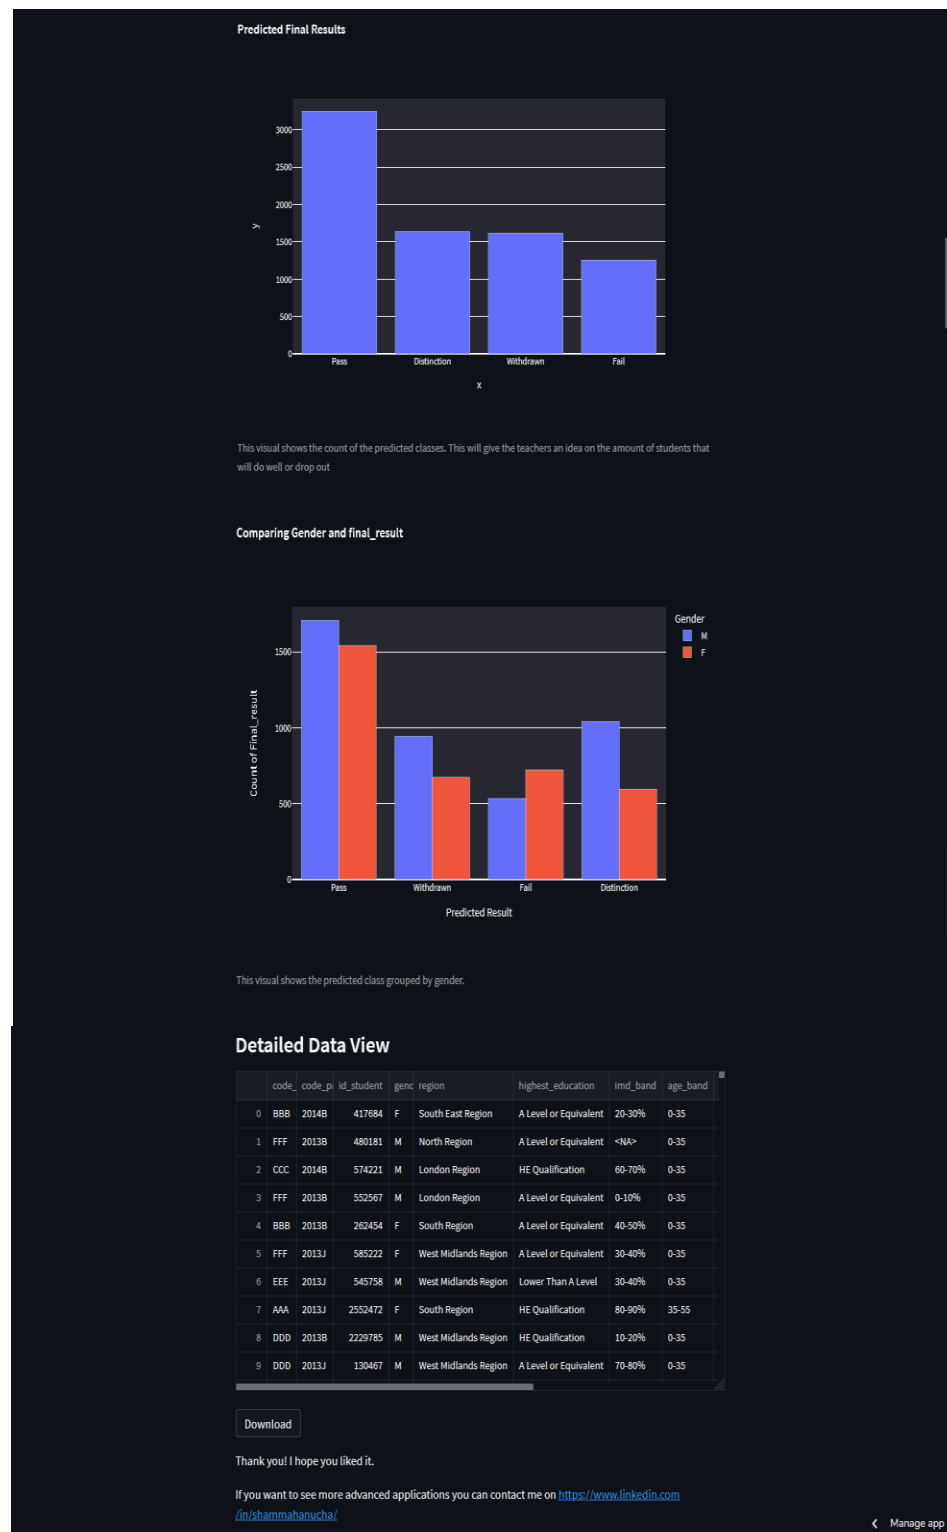 Predicted Final Results
3000
2500
2000
1500
1000
500
0
y
Pass Distinction Withdrawn Fail
x
This visual shows the count of the predicted classes. This will give the teachers an idea on the amount of students that
will do well or drop out
Comparing Gender and final_result
Gender
M
F
1500
1000
500
0
Count of Final_result
Pass Withdrawn Fail Distinction
Predicted Result
This visual shows the predicted class grouped by gender.
Detailed Data View
code_ code_p id_student genc region highest_education imd_band age_band
0 BBB 2014B 417684 F South East Region A Level or Equivalent 20-30% 0-35
1 FFF 2013B 480181 M North Region A Level or Equivalent <NA> 0-35
2 CCC 2014B 574221 M London Region HE Qualification 60-70% 0-35
3 FFF 2013B 552567 M London Region A Level or Equivalent 0-10% 0-35
4 BBB 2013B 262454 F South Region A Level or Equivalent 40-50% 0-35
5 FFF 2013J 585222 F West Midlands Region A Level or Equivalent 30-40% 0-35
6 EEE 2013J 545758 M West Midlands Region Lower Than A Level 30-40% 0-35
7 AAA 2013J 2552472 F South Region HE Qualification 80-90% 35-55
8 DDD 2013B 2229785 M West Midlands Region HE Qualification 10-20% 0-35
9 DDD 2013J 130467 M West Midlands Region A Level or Equivalent 70-80% 0-35
Download
Thank you! I hope you liked it.
If you want to see more advanced applications you can contact me on https://www.linkedin.com
/in/shammahanucha/
Manage app